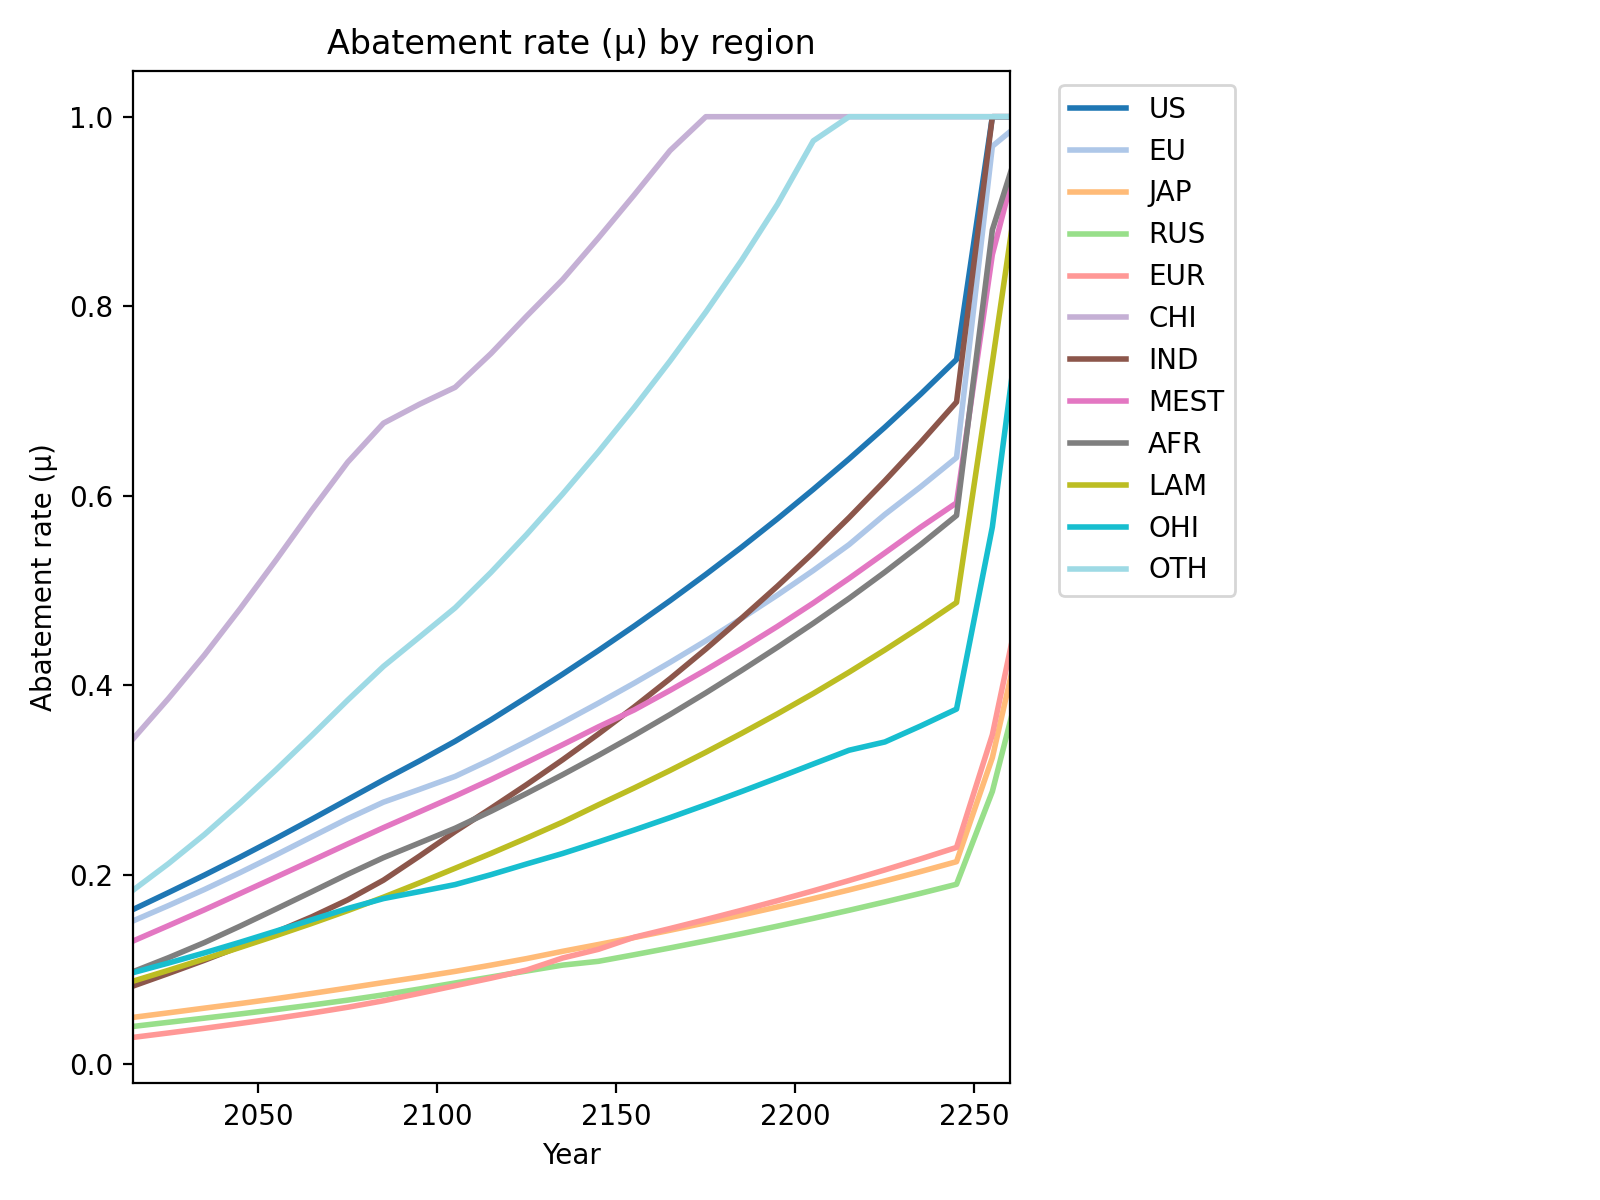 Abatement rate (μ) by region
Abatement rate (μ)
1.0
0.8
0.6
0.4
0.2
0.0
2050
2100
2150
2200
2250
Year
US
EU
JAP
RUS
EUR
CHI
IND
MEST
AFR
LAM
OHI
OTH